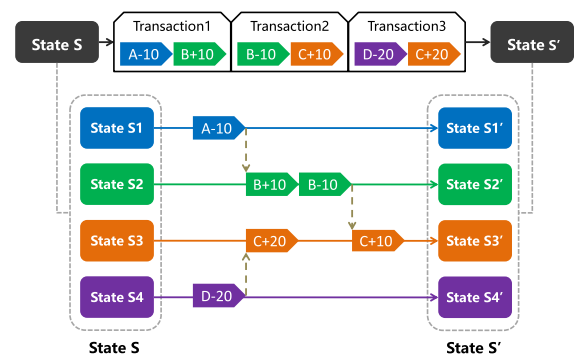 State S
Transaction1
Transaction2
Transaction3
State S’
A-10
B+10
B-10
C+10
D-20
C+20
State S1
A-10
State S1’
State S2
B+10
B-10
State S2’
State S3
C+20
C+10
State S3’
State S4
D-20
State S4’
State S
State S’